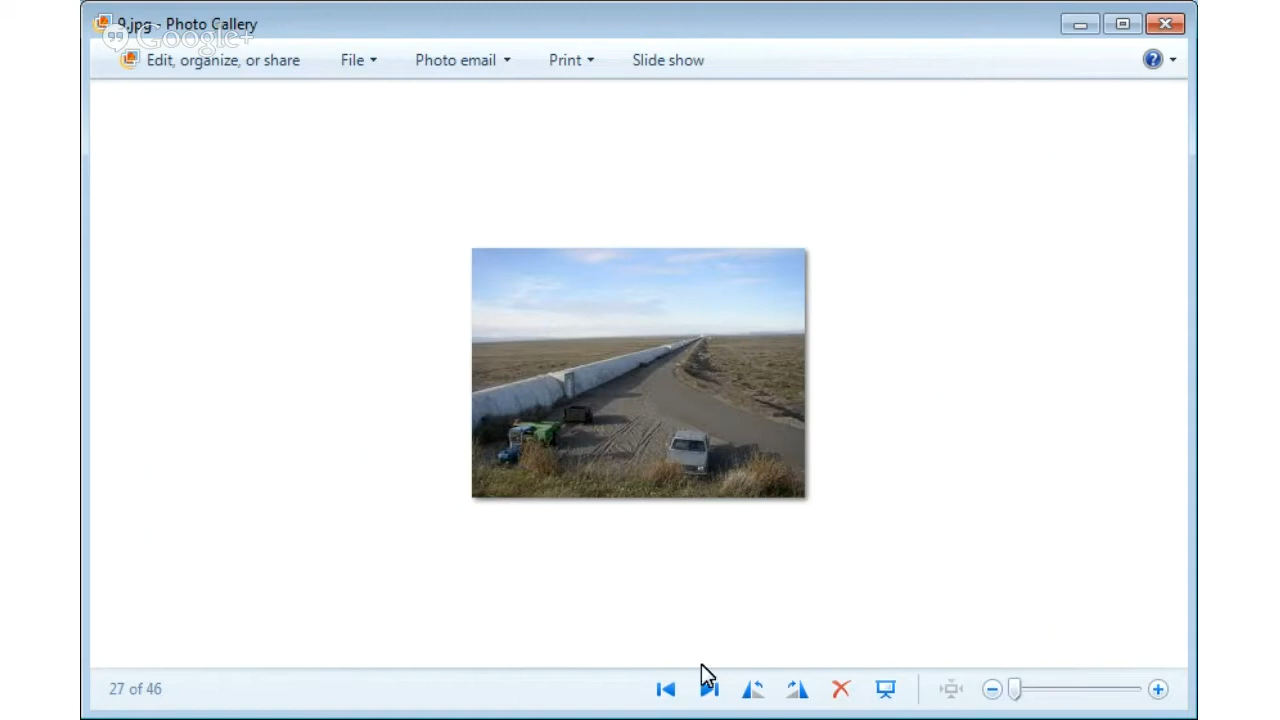 9.jpg - Photo Gallery
Google+
Edit, organize, or share File Photo email Print Slide show
27 of 46